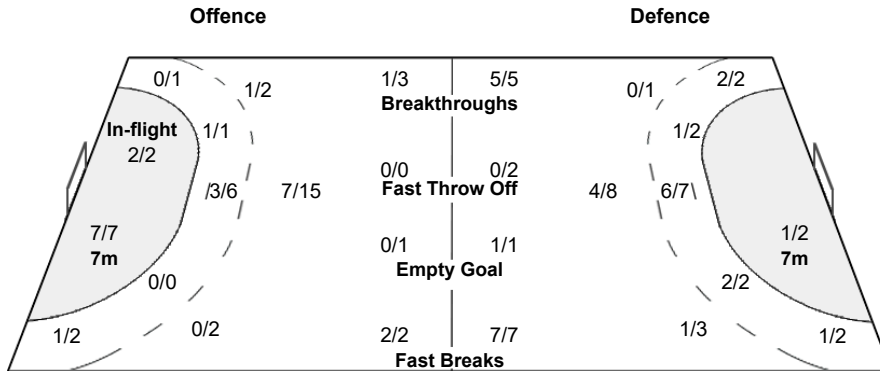 Offence Defence
0/1 1/2 1/3 5/5 0/1 2/2
Breakthroughs
In-flight 1/1 1/2
2/2
0/0 0/2
3/6 7/15 Fast Throw Off 4/8 6/7
7/7 0/1 1/1 1/2
7m Empty Goal 7m
0/0 2/2
1/2 0/2 2/2 7/7 1/3 1/2
Fast Breaks